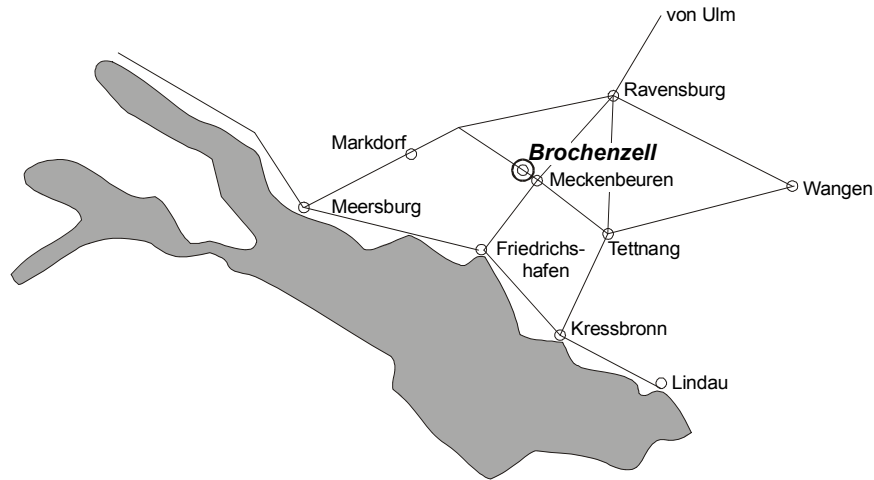 von Ulm
Ravensburg
Markdorf
Brochenzell
Meckenbeuren
Wangen
Meersburg
Friedrichs-
hafen
Tettnang
Kressbronn
Lindau